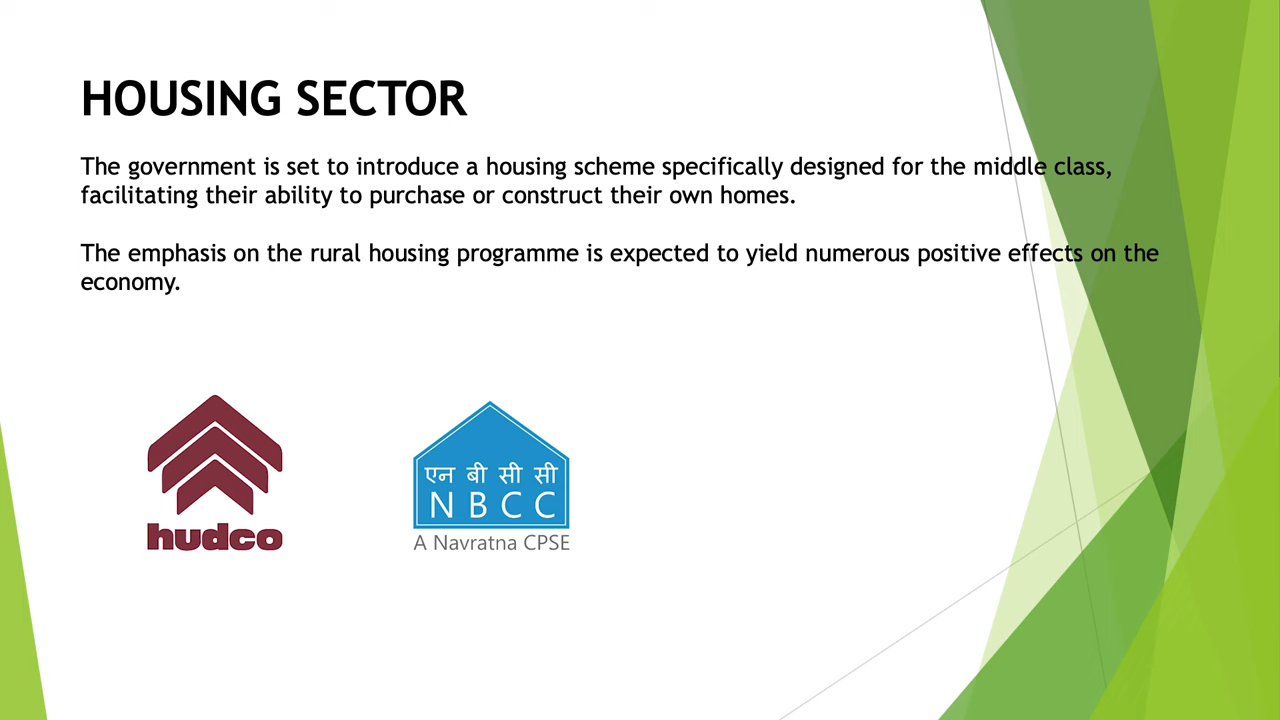 HOUSING SECTOR
The government is set to introduce a housing scheme specifically designed for the middle class,
facilitating their ability to purchase or construct their own homes.
The emphasis on the rural housing programme is expected to yield numerous positive effects on the
economy.
hudco
एन बी सी सी
NBCC
A Navratna CPSE